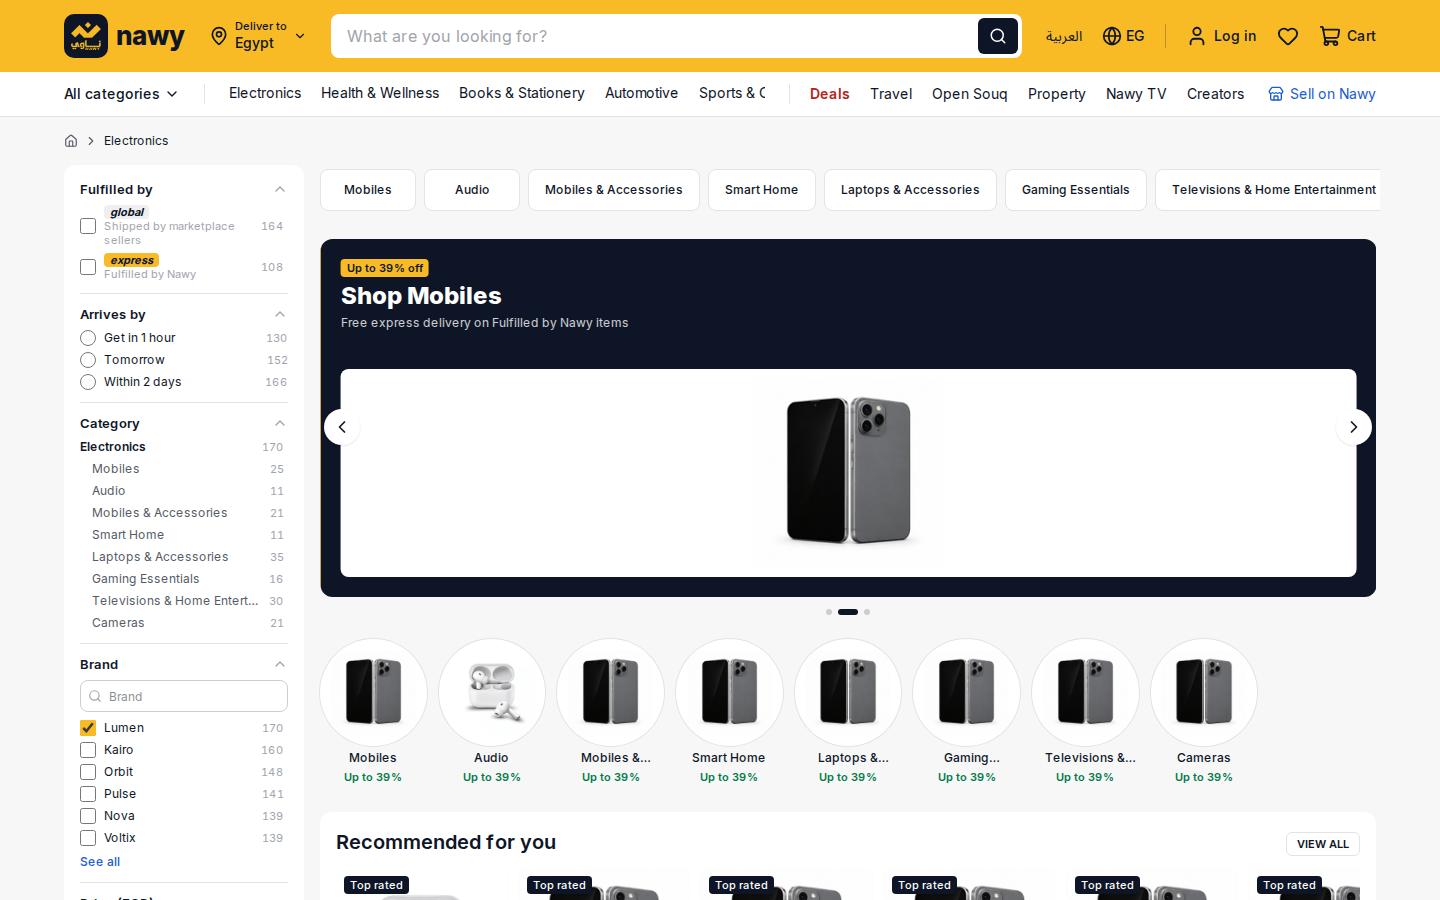 nawy
Deliver to
Egypt
What are you looking for?
العربية
EG
Log in
Cart
All categories
Electronics
Health & Wellness
Books & Stationery
Automotive
Sports &
Deals
Travel
Open Souq
Property
Nawy TV
Creators
Sell on Nawy
Electronics
Fulfilled by
global
Shipped by marketplace
sellers
164
express
Fulfilled by Nawy
108
Arrives by
Get in 1 hour 130
Tomorrow 152
Within 2 days 166
Category
Electronics 170
Mobiles 25
Audio 11
Mobiles & Accessories 21
Smart Home 11
Laptops & Accessories 35
Gaming Essentials 16
Televisions & Home Entert... 30
Cameras 21
Brand
Brand
Lumen 170
Kairo 160
Orbit 148
Pulse 141
Nova 139
Voltix 139
See all
Mobiles
Audio
Mobiles & Accessories
Smart Home
Laptops & Accessories
Gaming Essentials
Televisions & Home Entertainment
Up to 39% off
Shop Mobiles
Free express delivery on Fulfilled by Nawy items
Mobiles
Up to 39%
Audio
Up to 39%
Mobiles &...
Up to 39%
Smart Home
Up to 39%
Laptops &...
Up to 39%
Gaming...
Up to 39%
Televisions &...
Up to 39%
Cameras
Up to 39%
Recommended for you
VIEW ALL
Top rated
Top rated
Top rated
Top rated
Top rated
Top rated